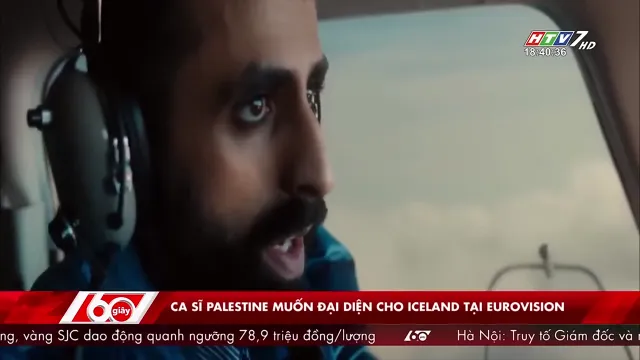 HTV7 HD
18:40:36
60 giây
CA SĨ PALESTINE MUỐN ĐẠI DIỆN CHO ICELAND TẠI EUROVISION
ng, vàng SJC dao động quanh ngưỡng 78,9 triệu đồng/lượng 60 Hà Nội: Truy tố Giám đốc và